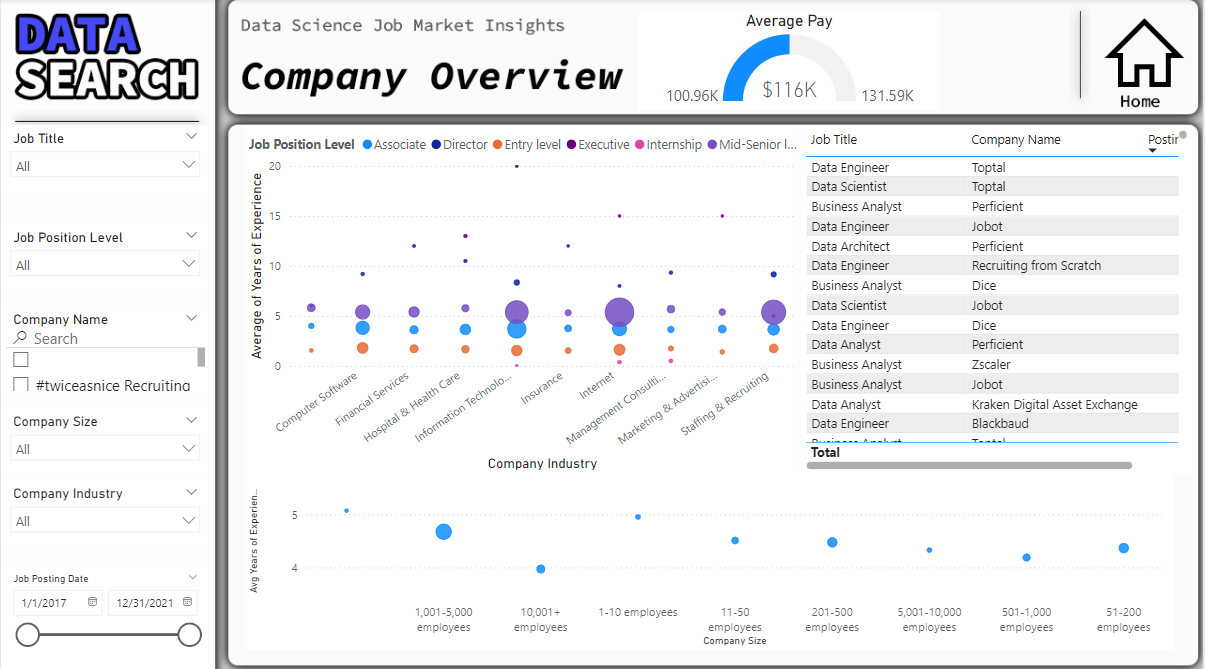 DATA
SEARCH
Job Title
All
Job Position Level
All
Company Name
Search
#twiceasnice Recruiting
Company Size
All
Company Industry
All
Job Posting Date
1/1/2017
12/31/2021
Data Science Job Market Insights
Company Overview
Average Pay
$116K
100.96K
131.59K
Home
Job Position Level Associate Director Entry level Executive Internship Mid-Senior l...
Average of Years of Experience
20
15
10
5
0
Computer Software
Financial Services
Hospital & Health Care
Information Technolo...
Insurance
Internet
Management Consulti...
Marketing & Advertisi...
Staffing & Recruiting
Company Industry
Job Title Company Name Postir
Data Engineer Toptal
Data Scientist Toptal
Business Analyst Perficient
Data Engineer Jobot
Data Architect Perficient
Data Engineer Recruiting from Scratch
Business Analyst Dice
Data Scientist Jobot
Data Engineer Dice
Data Analyst Perficient
Business Analyst Zscaler
Business Analyst Jobot
Data Analyst Kraken Digital Asset Exchange
Data Engineer Blackbaud
Business Analyst Toptal
Total
Avg Years of Experien...
5
4
1,001-5,000
employees
10,001+
employees
1-10 employees
11-50
employees
201-500
employees
5,001-10,000
employees
501-1,000
employees
51-200
employees
Company Size